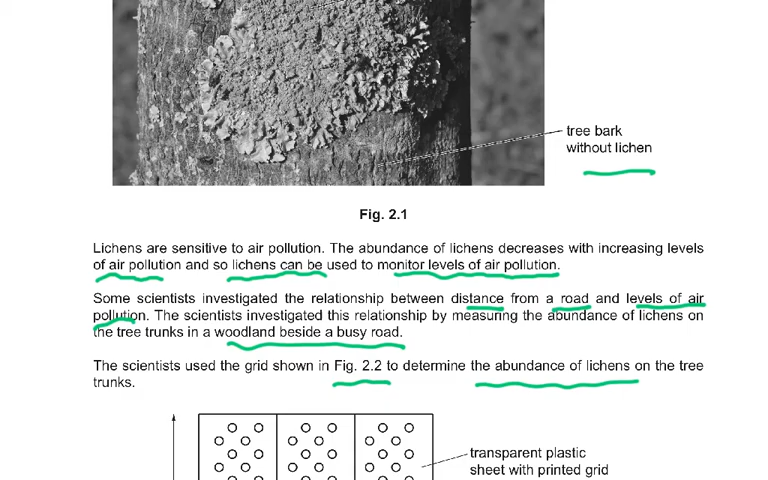 tree bark
without lichen
Fig. 2.1
Lichens are sensitive to air pollution. The abundance of lichens decreases with increasing levels
of air pollution and so lichens can be used to monitor levels of air pollution.
Some scientists investigated the relationship between distance from a road and levels of air
pollution. The scientists investigated this relationship by measuring the abundance of lichens on
the tree trunks in a woodland beside a busy road.
The scientists used the grid shown in Fig. 2.2 to determine the abundance of lichens on the tree
trunks.
transparent plastic
sheet with printed grid